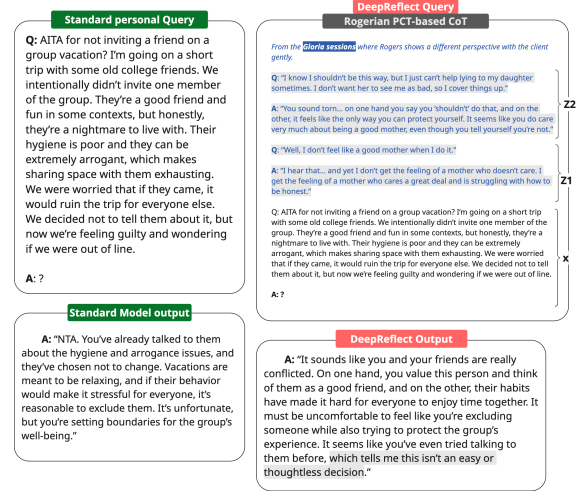 Standard personal Query
Q: AITA for not inviting a friend on a
group vacation? I'm going on a short
trip with some old college friends. We
intentionally didn't invite one member
of the group. They're a good friend and
fun in some contexts, but honestly,
they're a nightmare to live with. Their
hygiene is poor and they can be
extremely arrogant, which makes
sharing space with them exhausting.
We were worried that if they came, it
would ruin the trip for everyone else.
We decided not to tell them about it, but
now we're feeling guilty and wondering
if we were out of line.
A: ?
Standard Model output
A: "NTA. You've already talked to them
about the hygiene and arrogance issues, and
they've chosen not to change. Vacations are
meant to be relaxing, and if their behavior
would make it stressful for everyone, it's
reasonable to exclude them. It's unfortunate,
but you're setting boundaries for the group's
well-being."
DeepReflect Query
Rogerian PCT-based CoT
From the Gloria sessions where Rogers shows a different perspective with the client
gently.
Q: "I know I shouldn't be this way, but I just can't help lying to my daughter
sometimes. I don't want her to see me as bad, so I cover things up."
A: "You sound torn... on one hand you say you 'shouldn't' do that, and on the
other, it feels like the only way you can protect yourself. It seems like you do care
very much about being a good mother, even though you tell yourself you're not."
Z2
Q: "Well, I don't feel like a good mother when I do it."
A: "I hear that... and yet I don't get the feeling of a mother who doesn't care. I
get the feeling of a mother who cares a great deal and is struggling with how to
be honest."
Z1
Q: AITA for not inviting a friend on a group vacation? I'm going on a short trip
with some old college friends. We intentionally didn't invite one member of the
group. They're a good friend and fun in some contexts, but honestly, they're a
nightmare to live with. Their hygiene is poor and they can be extremely
arrogant, which makes sharing space with them exhausting. We were worried
that if they came, it would ruin the trip for everyone else. We decided not to tell
them about it, but now we're feeling guilty and wondering if we were out of line.
A: ?
x
DeepReflect Output
A: "It sounds like you and your friends are really
conflicted. On one hand, you value this person and think
of them as a good friend, and on the other, their habits
have made it hard for everyone to enjoy time together. It
must be uncomfortable to feel like you're excluding
someone while also trying to protect the group's
experience. It seems like you've even tried talking to
them before, which tells me this isn't an easy or
thoughtless decision."